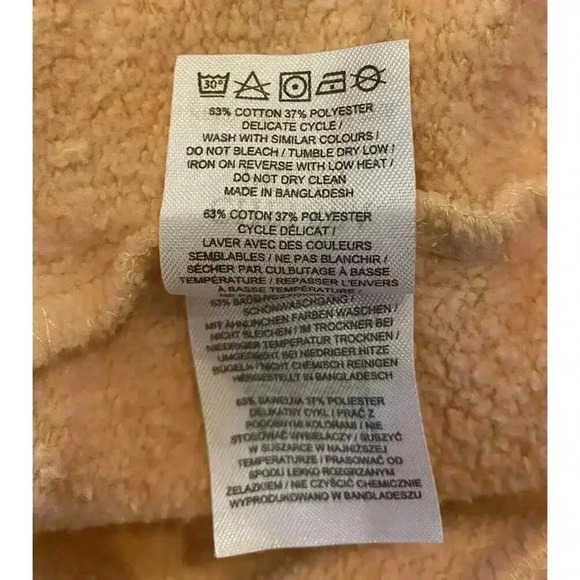 30°
63% COTTON 37% POLYESTER
DELICATE CYCLE /
WASH WITH SIMILAR COLOURS /
DO NOT BLEACH / TUMBLE DRY LOW /
IRON ON REVERSE WITH LOW HEAT /
DO NOT DRY CLEAN
MADE IN BANGLADESH
63% COTON 37% POLYESTER
CYCLE DÉLICAT /
LAVER AVEC DES COULEURS
SEMBLABLES / NE PAS BLANCHIR /
SÉCHER PAR CULBUTAGE À BASSE
TEMPÉRATURE / REPASSER L'ENVERS
À BASSE TEMPÉRATURE /
63%
SCHONWASCHGANG /
MIT ÄHNLINCHEN FARBEN WASCHEN /
NICHT BLEICHEN / IM TROCKNER BEI
NIEDRIGER TEMPERATUR TROCKNEN /
UMGEDREHT BEI NIEDRIGER HITZE
BÜGELN / NICHT CHEMISCH REINIGEN
HERGESTELLT IN BANGLADESCH
63% BAWEŁNA 37% POLIESTER
DELIKATNY CYKL / PRAĆ Z
PODOBNYMI KOLORAMI / NIE
STOSOWAĆ WYBIELACZY / SUSZYĆ
W SUSZARCE W NAJNIŻSZEJ
TEMPERATURZE / PRASOWAĆ OD
SPODU LEKKO ROZGRZANYM
ŻELAZKIEM / NIE CZYŚCIĆ CHEMICZNIE
WYPRODUKOWANO W BANGLADESZU